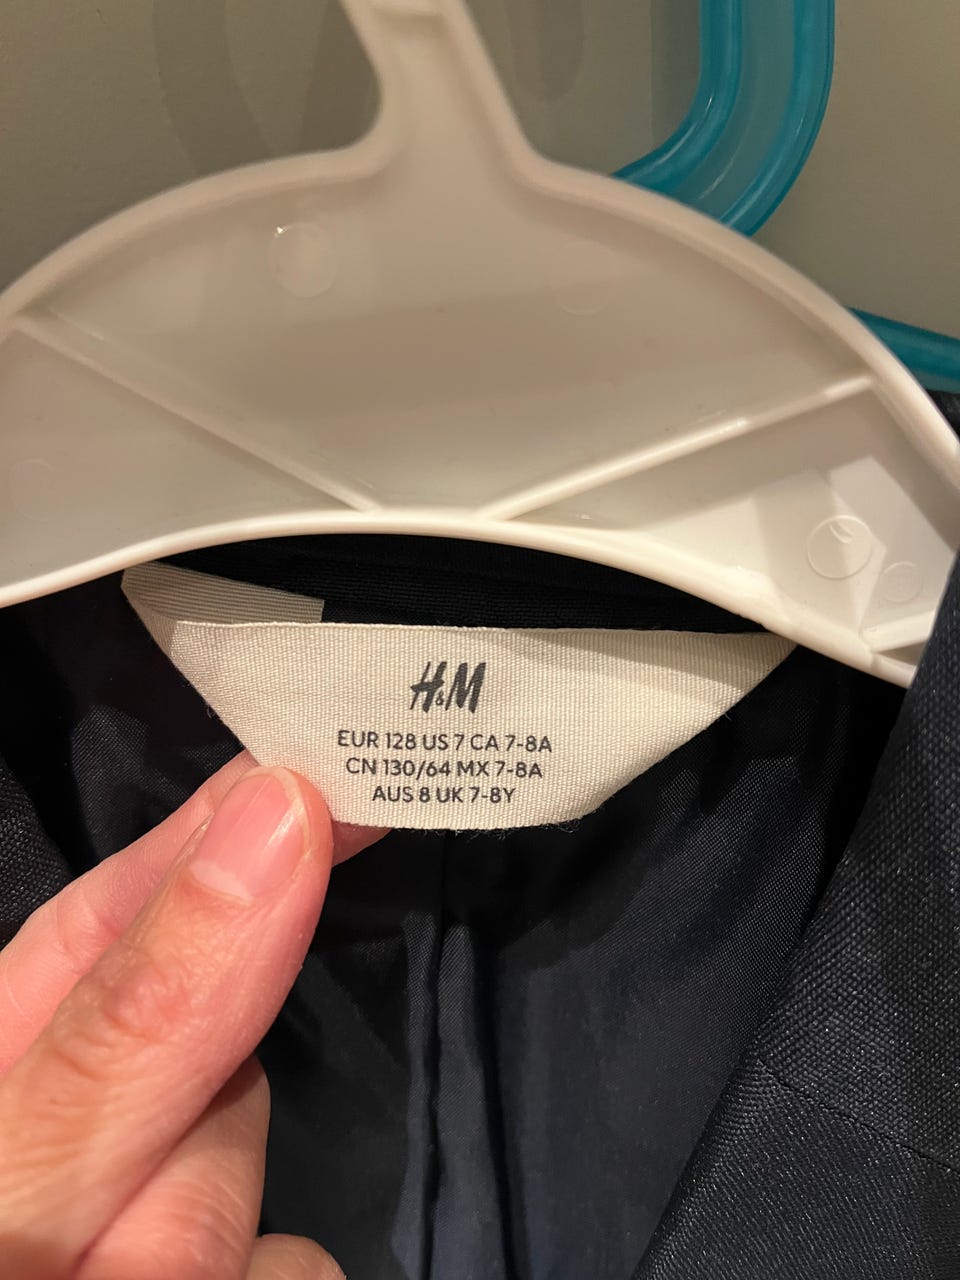 H&M
EUR 128 US 7 CA 7-8A
CN 130/64 MX 7-8A
AUS 8 UK 7-8Y